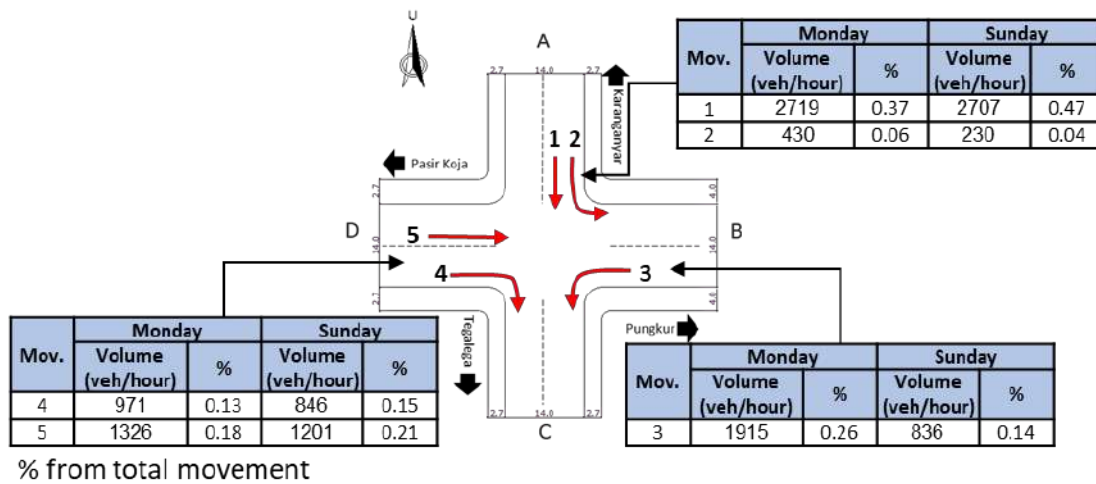 U
A
2.7 14.0 2.7
Karanganyar
Mov. Monday Sunday
Volume (veh/hour) % Volume (veh/hour) %
1 2719 0.37 2707 0.47
2 430 0.06 230 0.04
1 2
Pasir Koja
2.7 4.0
D 5 B
14.0 14.0
4 3
Tegalega
Pungkur
Mov. Monday Sunday
Volume (veh/hour) % Volume (veh/hour) %
4 971 0.13 846 0.15
5 1326 0.18 1201 0.21
Mov. Monday Sunday
Volume (veh/hour) % Volume (veh/hour) %
3 1915 0.26 836 0.14
2.7 14.0 2.7
C
% from total movement